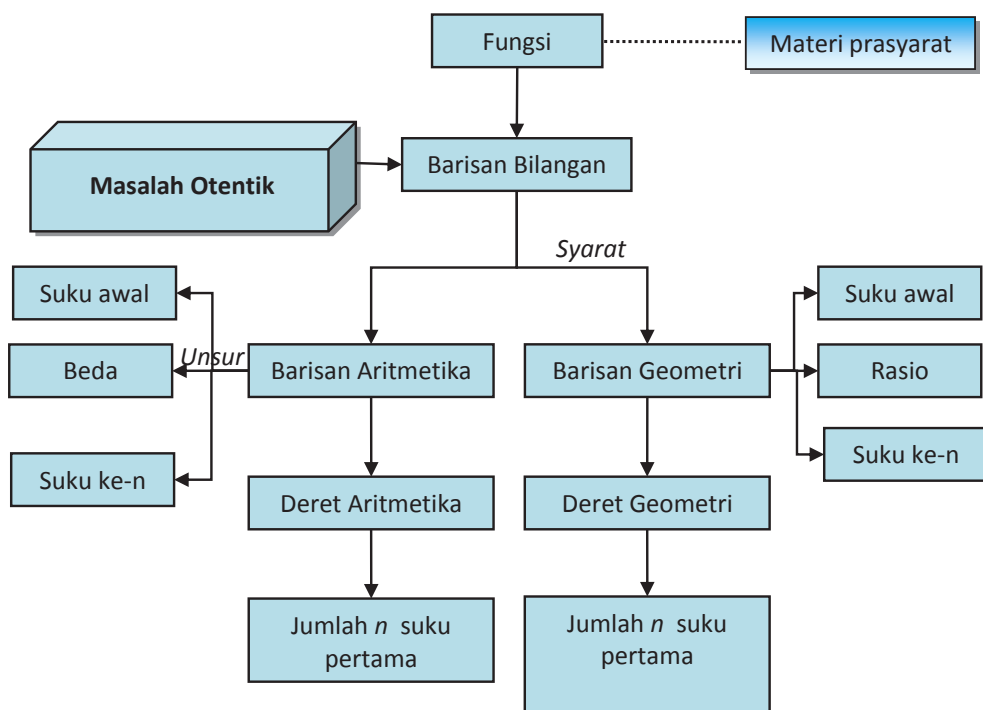 Fungsi
Materi prasyarat
Masalah Otentik
Barisan Bilangan
Syarat
Suku awal
Suku awal
Beda
Unsur
Barisan Aritmetika
Barisan Geometri
Rasio
Suku ke-n
Suku ke-n
Deret Aritmetika
Deret Geometri
Jumlah n suku
pertama
Jumlah n suku
pertama